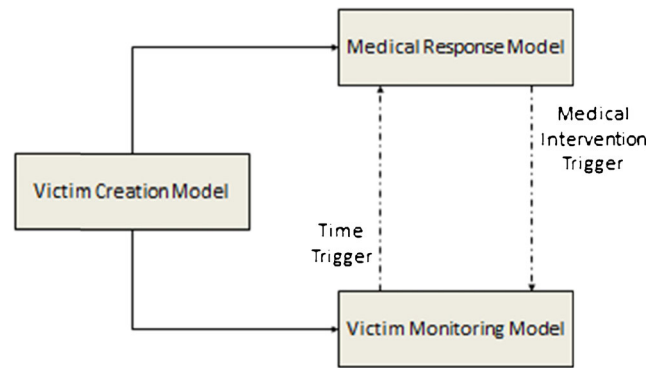 Medical Response Model
Medical
Intervention
Trigger
Victim Creation Model
Time
Trigger
Victim Monitoring Model